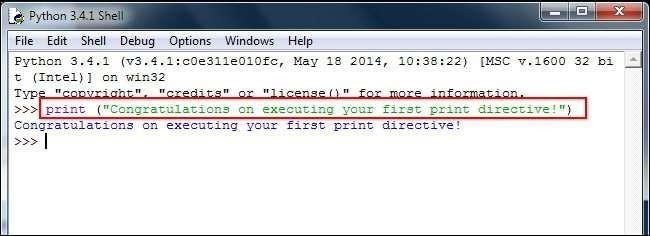 Python 3.4.1 Shell
File Edit Shell Debug Options Windows Help
Python 3.4.1 (v3.4.1:c0e311e010fc, May 18 2014, 10:38:22) [MSC v.1600 32 bi
t (Intel)] on win32
Type "copyright", "credits" or "license()" for more information.
>>> print ("Congratulations on executing your first print directive!")
Congratulations on executing your first print directive!
>>>